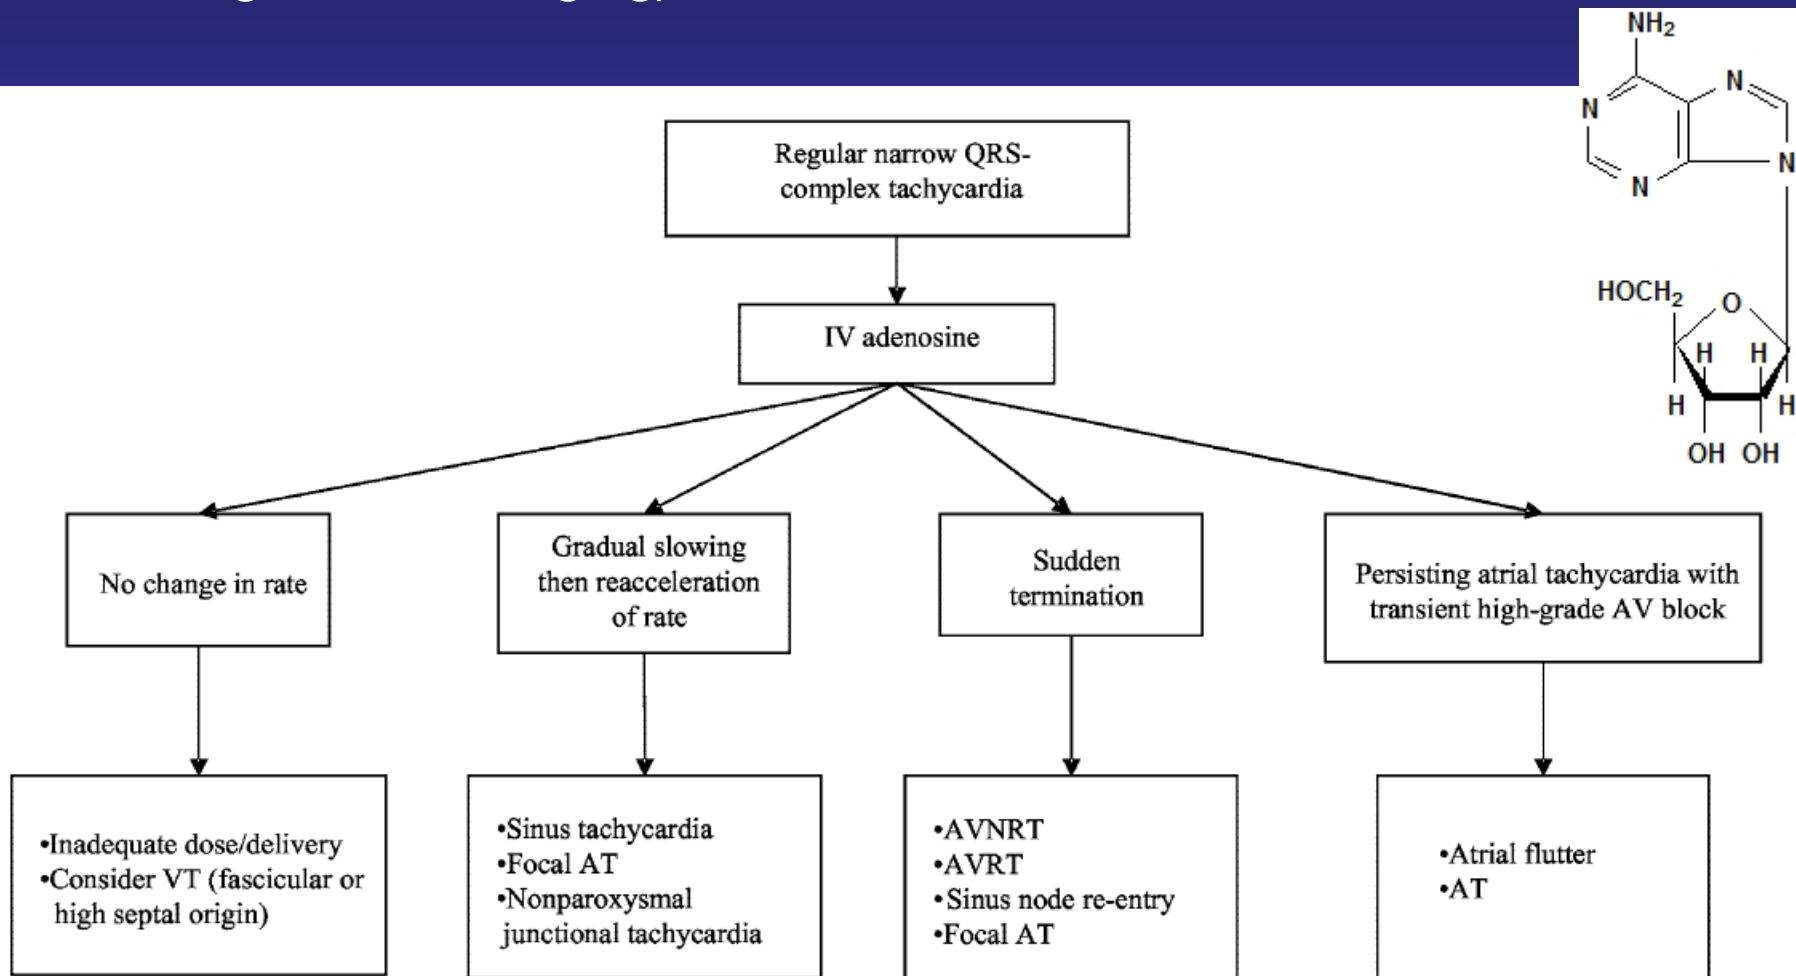 NH2
N
N
N
N
HOCH2
O
H
H
H
H
OH
OH
Regular narrow QRS-
complex tachycardia
IV adenosine
No change in rate
Gradual slowing
then reacceleration
of rate
Sudden
termination
Persisting atrial tachycardia with
transient high-grade AV block
•Inadequate dose/delivery
•Consider VT (fascicular or
high septal origin)
•Sinus tachycardia
•Focal AT
•Nonparoxysmal
junctional tachycardia
•AVNRT
•AVRT
•Sinus node re-entry
•Focal AT
•Atrial flutter
•AT